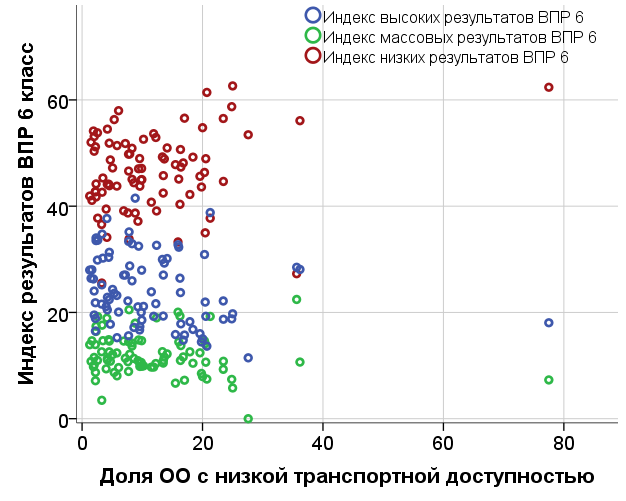 Индекс высоких результатов ВПР 6
Индекс массовых результатов ВПР 6
Индекс низких результатов ВПР 6
Индекс результатов ВПР 6 класс
60
40
20
0
0 20 40 60 80
Доля ОО с низкой транспортной доступностью